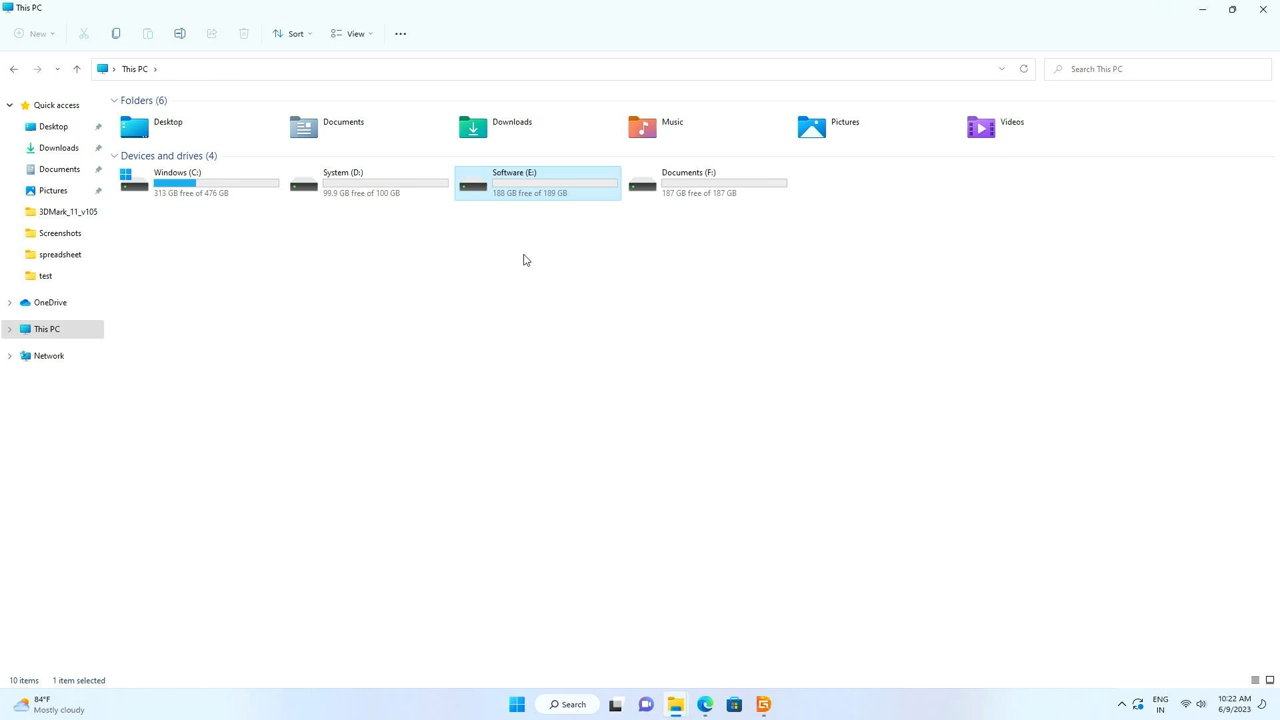 This PC
New
Sort
View
This PC
Search This PC
Quick access
Desktop
Downloads
Documents
Pictures
3DMark_11_v105
Screenshots
spreadsheet
test
OneDrive
This PC
Network
Folders (6)
Desktop
Documents
Downloads
Music
Pictures
Videos
Devices and drives (4)
Windows (C:)
313 GB free of 476 GB
System (D:)
99.9 GB free of 100 GB
Software (E:)
188 GB free of 189 GB
Documents (F:)
187 GB free of 187 GB
10 items
1 item selected
84°F
Mostly cloudy
Search
ENG
IN
10:22 AM
6/9/2023